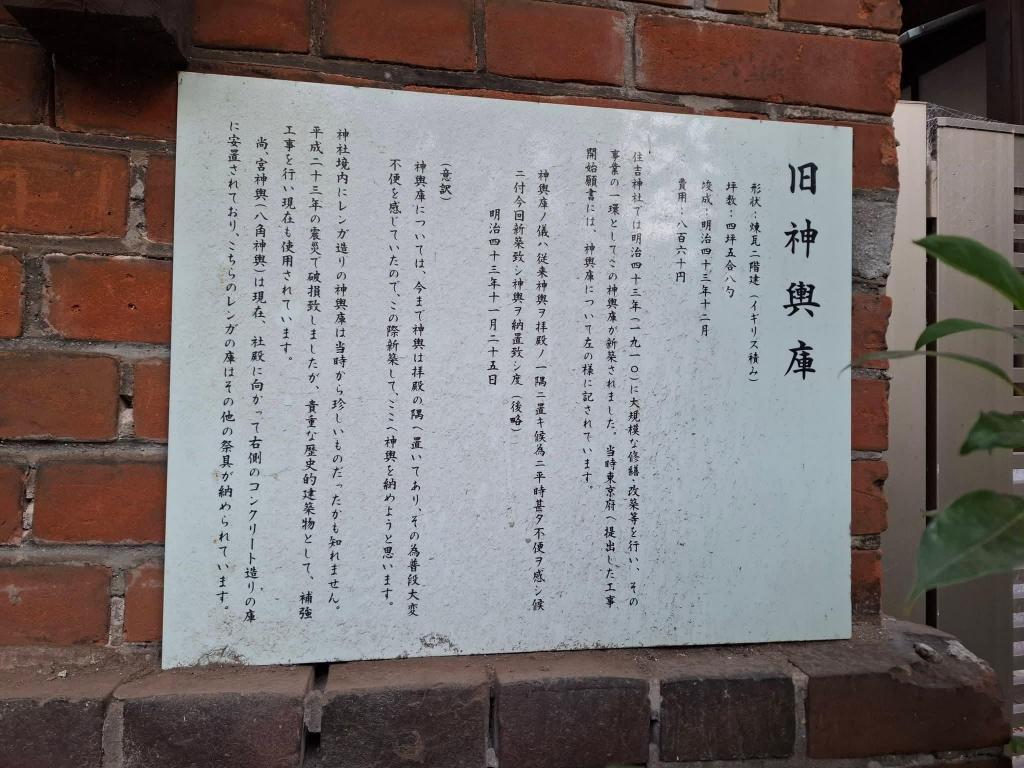 旧神輿庫
形状：煉瓦二階建（イギリス積み）
坪数：四坪五合八勺
竣成：明治四十三年十二月
費用：八百六十円
住吉神社では明治四十三年（一九一〇）に大規模な修繕・改築等を行い、その
事業の一環としてこの神輿庫が新築されました。当時東京府へ提出した工事
開始願書には、神輿庫について左の様に記されています。
神輿庫ノ儀ハ従来神輿ヲ拝殿ノ一隅ニ置キ候為ニ平時甚タ不便ヲ感シ候
ニ付今回新築致シ神輿ヲ納置致シ度（後略）
明治四十三年十一月二十五日
（意訳）
神輿庫については、今まで神輿は拝殿の隅へ置いてあり、その為普段大変
不便を感じていたので、この際新築して、ここへ神輿を納めようと思います。
神社境内にレンガ造りの神輿庫は当時から珍しいものだったかも知れません。
平成二十三年の震災で破損致しましたが、貴重な歴史的建築物として、補強
工事を行い現在も使用されています。
尚、宮神輿（八角神輿）は現在、社殿に向かって右側のコンクリート造りの庫
に安置されており、こちらのレンガの庫はその他の祭具が納められています。